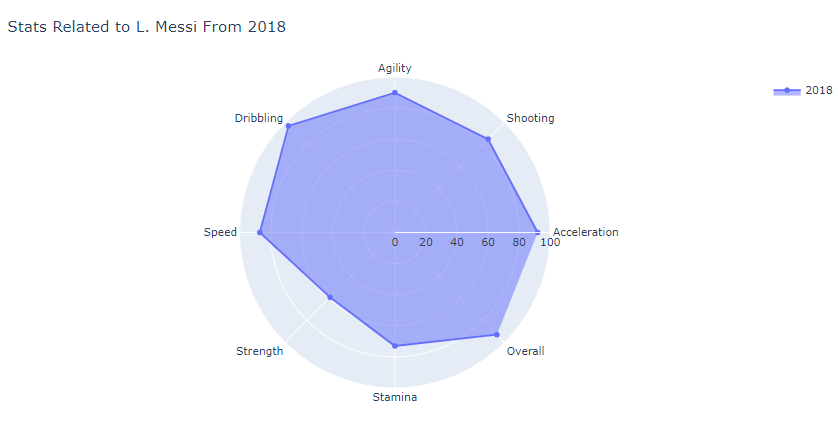 Stats Related to L. Messi From 2018
2018
Agility
Dribbling
Shooting
Speed
Acceleration
0 20 40 60 80 100
Strength
Overall
Stamina